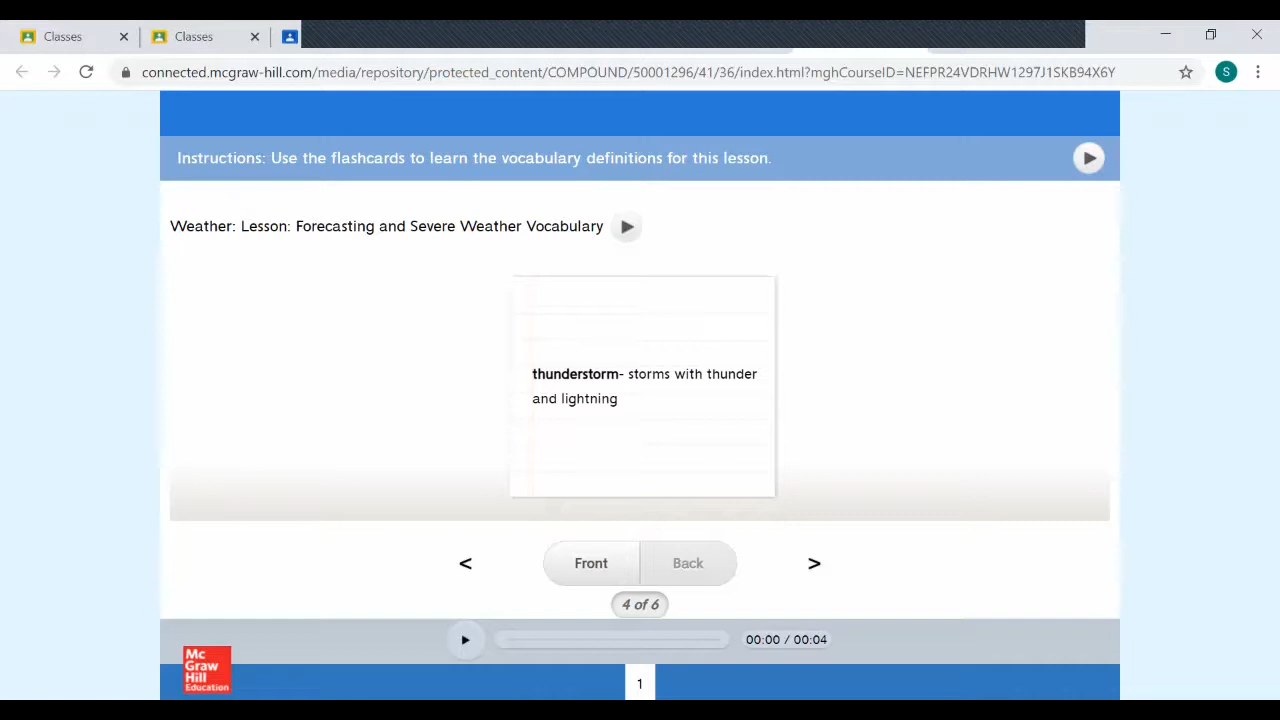 Classes
Classes
connected.mcgraw-hill.com/media/repository/protected_content/COMPOUND/50001296/41/36/index.html?mghCourseID=NEFPR24VDRHW1297J1SKB94X6Y
S
Instructions: Use the flashcards to learn the vocabulary definitions for this lesson.
Weather: Lesson: Forecasting and Severe Weather Vocabulary
thunderstorm- storms with thunder
and lightning
< Front Back >
4 of 6
00:00 / 00:04
Mc
Graw
Hill
Education
1